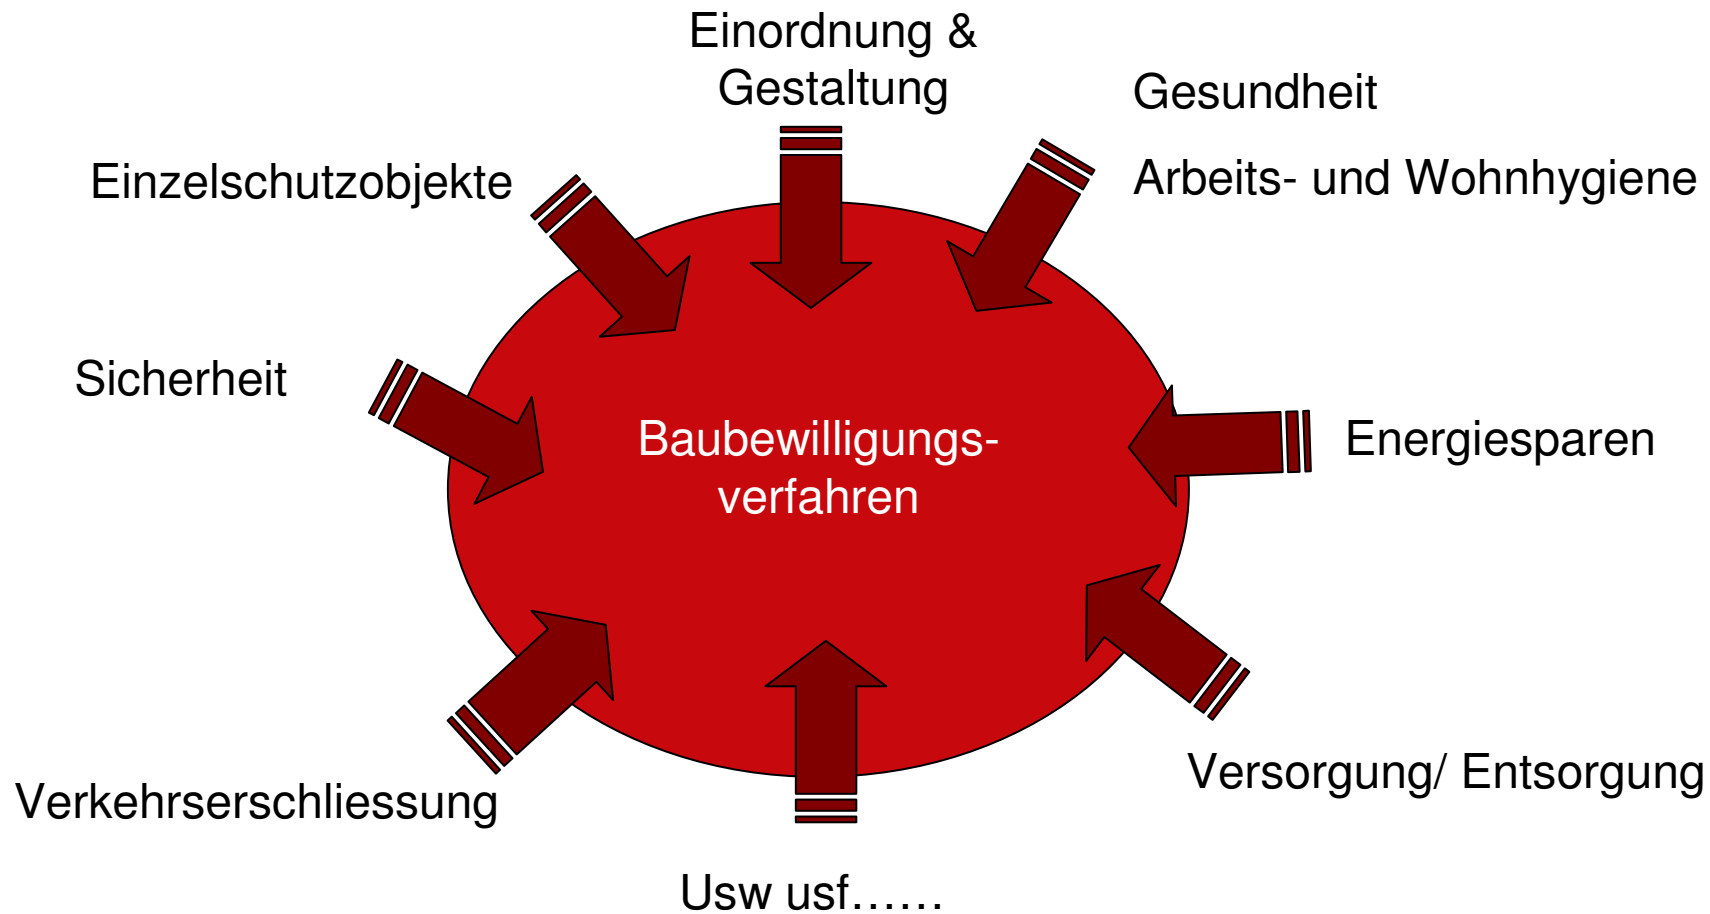 Einordnung &
Gestaltung
Gesundheit
Arbeits- und Wohnhygiene
Einzelschutzobjekte
Sicherheit
Baubewilligungs-
verfahren
Energiesparen
Versorgung/ Entsorgung
Verkehrserschliessung
Usw usf......